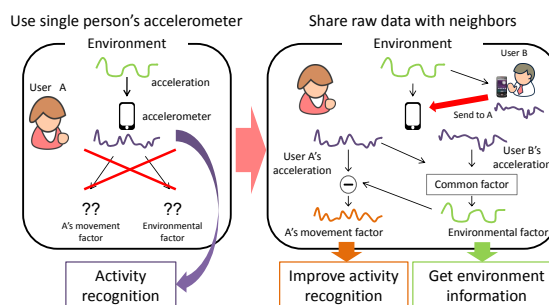 Use single person's accelerometer
Environment
User A
acceleration
accelerometer
??
??
A's movement
factor
Environmental
factor
Activity
recognition
Share raw data with neighbors
Environment
User B
Send to A
User A's
acceleration
User B's
acceleration
Common factor
A's movement factor
Environmental factor
Improve activity
recognition
Get environment
information